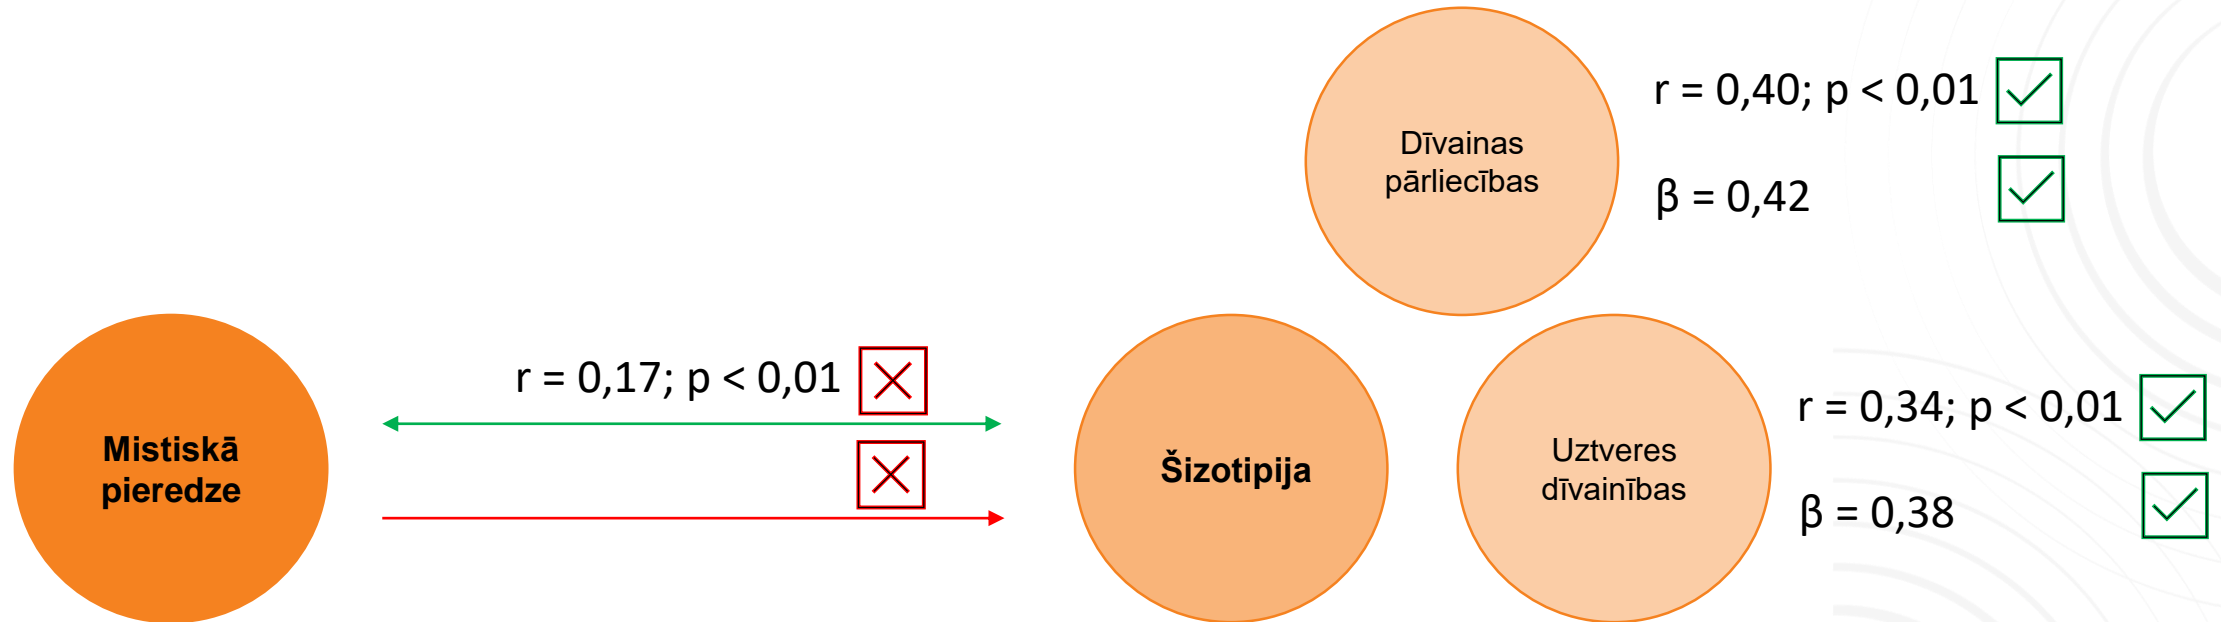 Dīvainas
pārliecības
r = 0,40; p < 0,01
β = 0,42
Mistiskā
pieredze
r = 0,17; p < 0,01
Šizotipija
Uztveres
dīvainības
r = 0,34; p < 0,01
β = 0,38